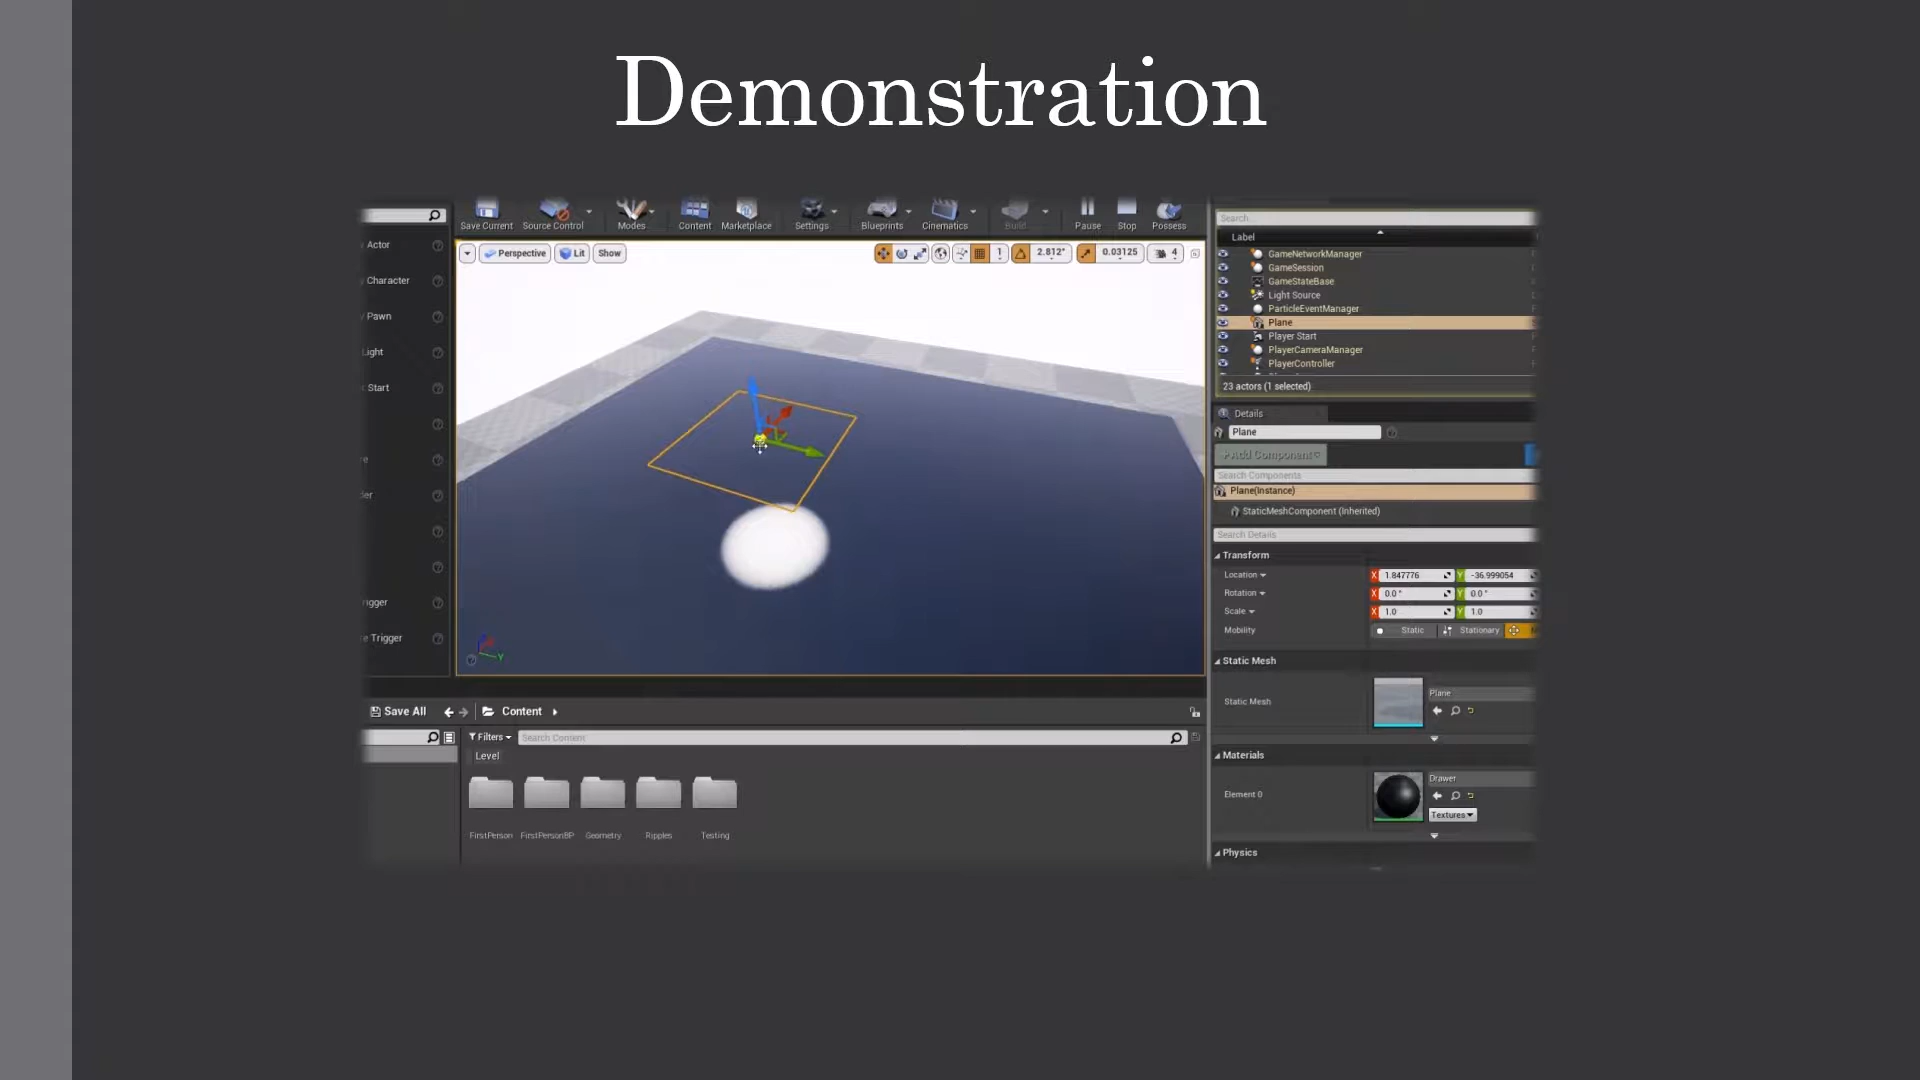 Demonstration
Save Current Source Control Modes Content Marketplace Settings Blueprints Cinematics Build Pause Stop Possess
Actor
Character
Pawn
Light
Start
re
der
rigger
e Trigger
Perspective Lit Show
1 2.812° 0.03125 4
Y
Search...
Label
GameNetworkManager
GameSession
GameStateBase
Light Source
ParticleEventManager
Plane
Player Start
PlayerCameraManager
PlayerController
23 actors (1 selected)
Details
Plane
+ Add Component
Search Components
Plane(Instance)
StaticMeshComponent (Inherited)
Search Details
Transform
Location X 1.847776 Y -36.999054
Rotation X 0.0 ° Y 0.0 °
Scale X 1.0 Y 1.0
Mobility Static Stationary
Static Mesh
Static Mesh Plane
Materials
Element 0 Drawer
Textures
Physics
Save All Content
Filters Search Content
Level
FirstPerson FirstPersonBP Geometry Ripples Testing